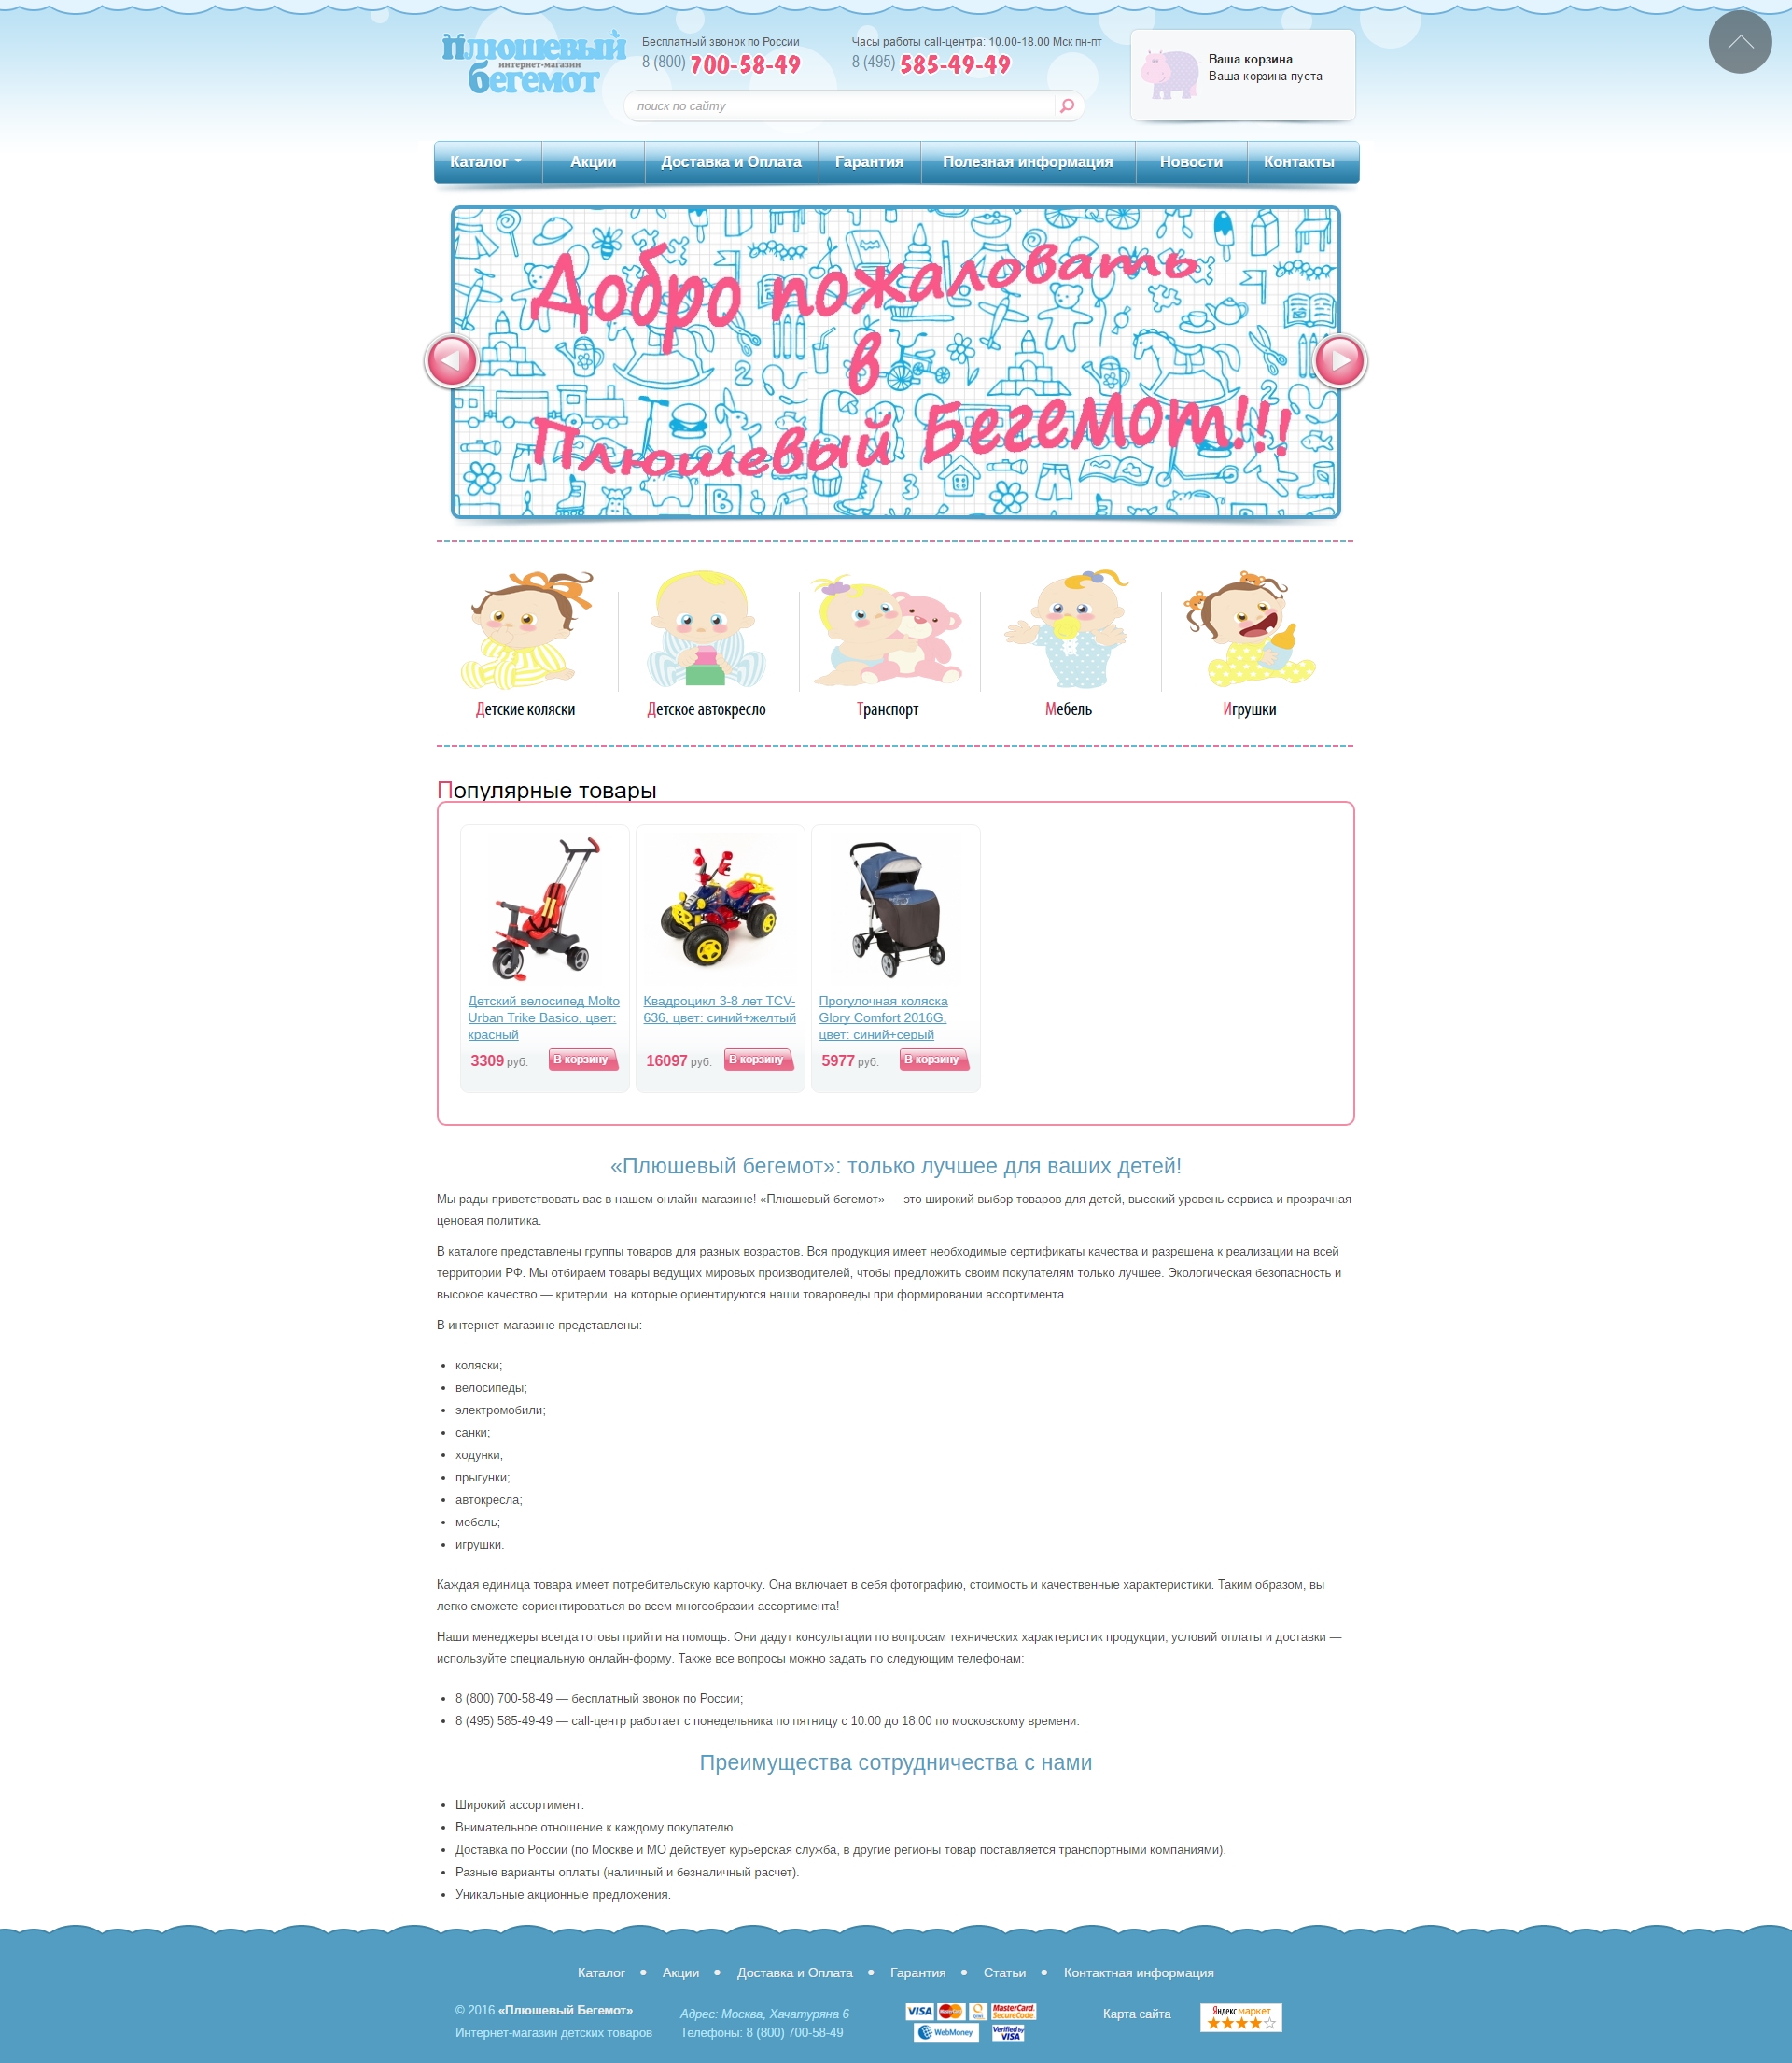 Плюшевый
интернет-магазин
бегемот
Бесплатный звонок по России
8 (800) 700-58-49
Часы работы call-центра: 10.00-18.00 Мск пн-пт
8 (495) 585-49-49
поиск по сайту
Ваша корзина
Ваша корзина пуста
Каталог
Акции
Доставка и Оплата
Гарантия
Полезная информация
Новости
Контакты
Добро пожаловать
в
Плюшевый Бегемот!!!
Детские коляски
Детское автокресло
Транспорт
Мебель
Игрушки
Популярные товары
Детский велосипед Molto
Urban Trike Basico, цвет:
красный
3309 руб.
В корзину
Квадроцикл 3-8 лет TCV-
636, цвет: синий+желтый
16097 руб.
В корзину
Прогулочная коляска
Glory Comfort 2016G,
цвет: синий+серый
5977 руб.
В корзину
«Плюшевый бегемот»: только лучшее для ваших детей!
Мы рады приветствовать вас в нашем онлайн-магазине! «Плюшевый бегемот» — это широкий выбор товаров для детей, высокий уровень сервиса и прозрачная
ценовая политика.
В каталоге представлены группы товаров для разных возрастов. Вся продукция имеет необходимые сертификаты качества и разрешена к реализации на всей
территории РФ. Мы отбираем товары ведущих мировых производителей, чтобы предложить своим покупателям только лучшее. Экологическая безопасность и
высокое качество — критерии, на которые ориентируются наши товароведы при формировании ассортимента.
В интернет-магазине представлены:
• коляски;
• велосипеды;
• электромобили;
• санки;
• ходунки;
• прыгунки;
• автокресла;
• мебель;
• игрушки.
Каждая единица товара имеет потребительскую карточку. Она включает в себя фотографию, стоимость и качественные характеристики. Таким образом, вы
легко сможете сориентироваться во всем многообразии ассортимента!
Наши менеджеры всегда готовы прийти на помощь. Они дадут консультации по вопросам технических характеристик продукции, условий оплаты и доставки —
используйте специальную онлайн-форму. Также все вопросы можно задать по следующим телефонам:
• 8 (800) 700-58-49 — бесплатный звонок по России;
• 8 (495) 585-49-49 — call-центр работает с понедельника по пятницу с 10:00 до 18:00 по московскому времени.
Преимущества сотрудничества с нами
• Широкий ассортимент.
• Внимательное отношение к каждому покупателю.
• Доставка по России (по Москве и МО действует курьерская служба, в другие регионы товар поставляется транспортными компаниями).
• Разные варианты оплаты (наличный и безналичный расчет).
• Уникальные акционные предложения.
Каталог • Акции • Доставка и Оплата • Гарантия • Статьи • Контактная информация
© 2016 «Плюшевый Бегемот»
Интернет-магазин детских товаров
Адрес: Москва, Хачатуряна 6
Телефоны: 8 (800) 700-58-49
VISA
MasterCard.
SecureCode
WebMoney
Verified by
VISA
Карта сайта
Яндекс маркет